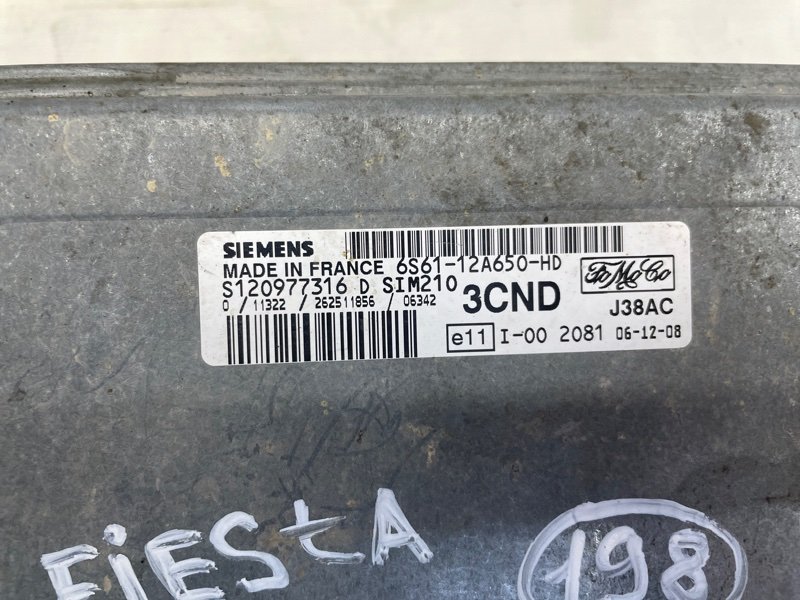 SIEMENS
MADE IN FRANCE 6S61-12A650-HD
S120977316 D SIM210
0 / 11322 / 262511856 / 06342
3CND
FoMoCo
J38AC
e11 I-00 2081 06-12-08
FiESTA
198